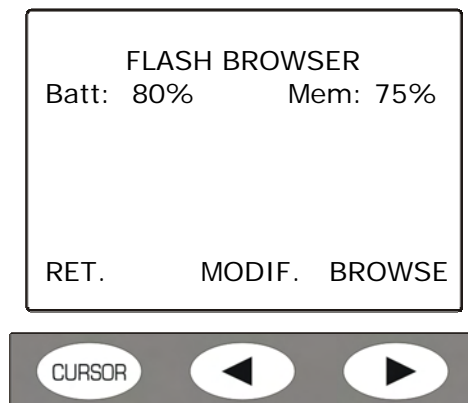 FLASH BROWSER
Batt: 80% Mem: 75%
RET. MODIF. BROWSE
CURSOR